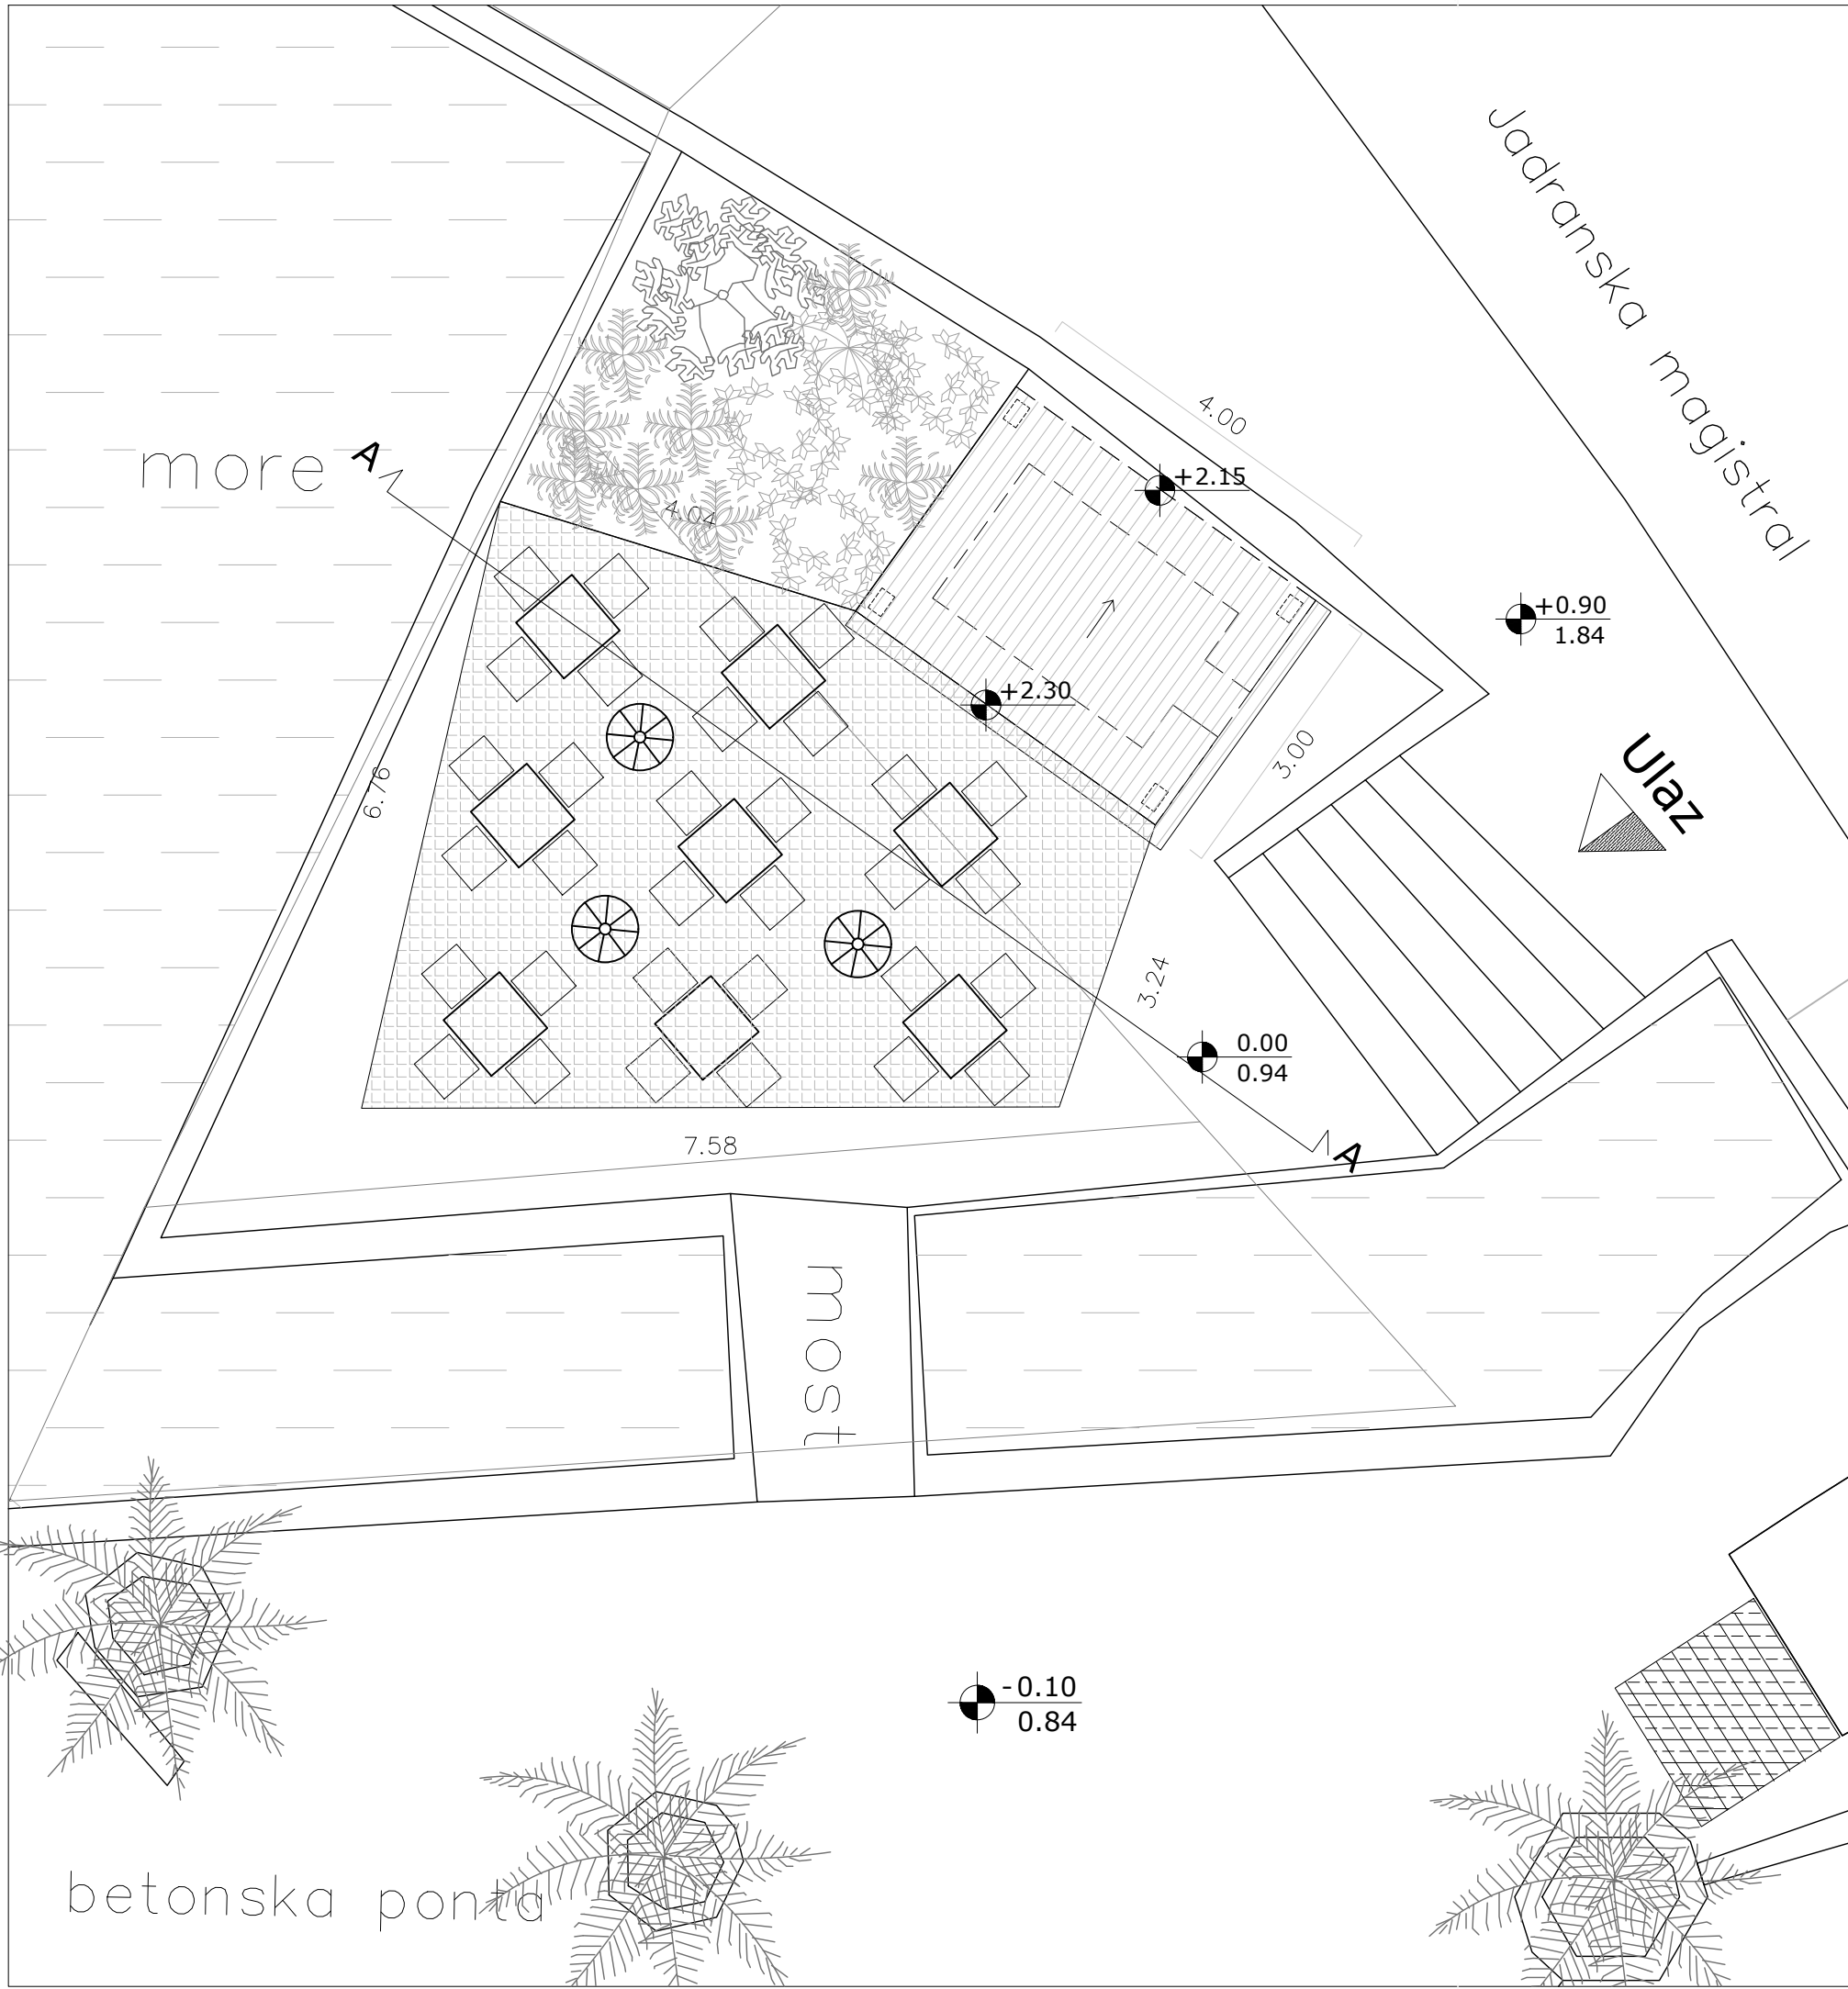 Jadranska magistral
4.00
more
A
+2.15
4.04
+0.90
1.84
+2.30
Ulaz
3.00
6.76
3.24
0.00
0.94
7.58
A
most
-0.10
0.84
betonska ponta